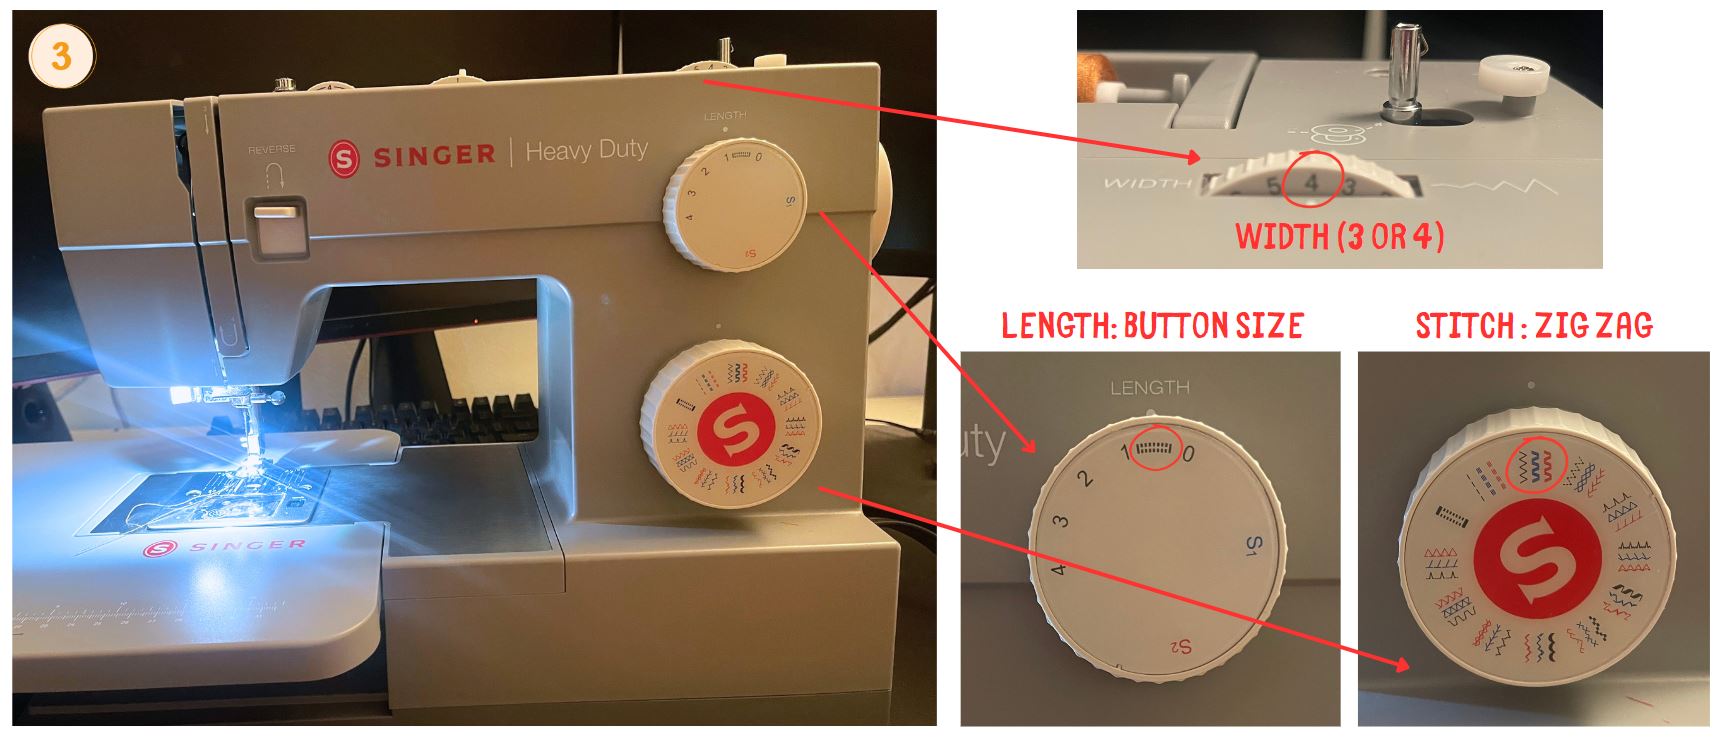 3
REVERSE
S SINGER | Heavy Duty
LENGTH
1 0
2
3
4
S1
S2
S
SINGER
WIDTH
5 4 3
WIDTH (3 OR 4)
LENGTH: BUTTON SIZE
LENGTH
uty
1 0
2
3
4
S1
S2
STITCH : ZIG ZAG
S